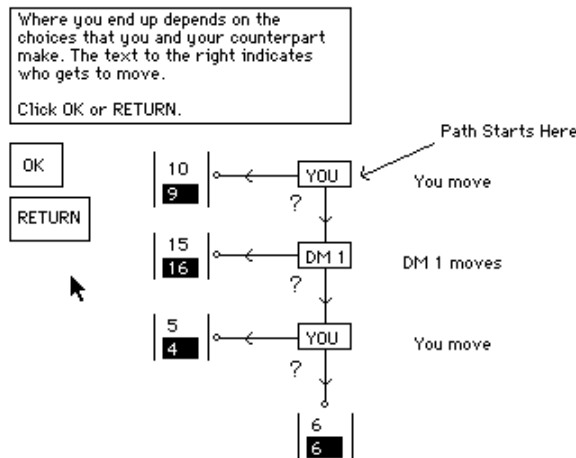 Where you end up depends on the
choices that you and your counterpart
make. The text to the right indicates
who gets to move.
Click OK or RETURN.
Path Starts Here
OK
10
9
YOU
You move
?
RETURN
15
16
DM 1
DM 1 moves
?
5
4
YOU
You move
?
6
6